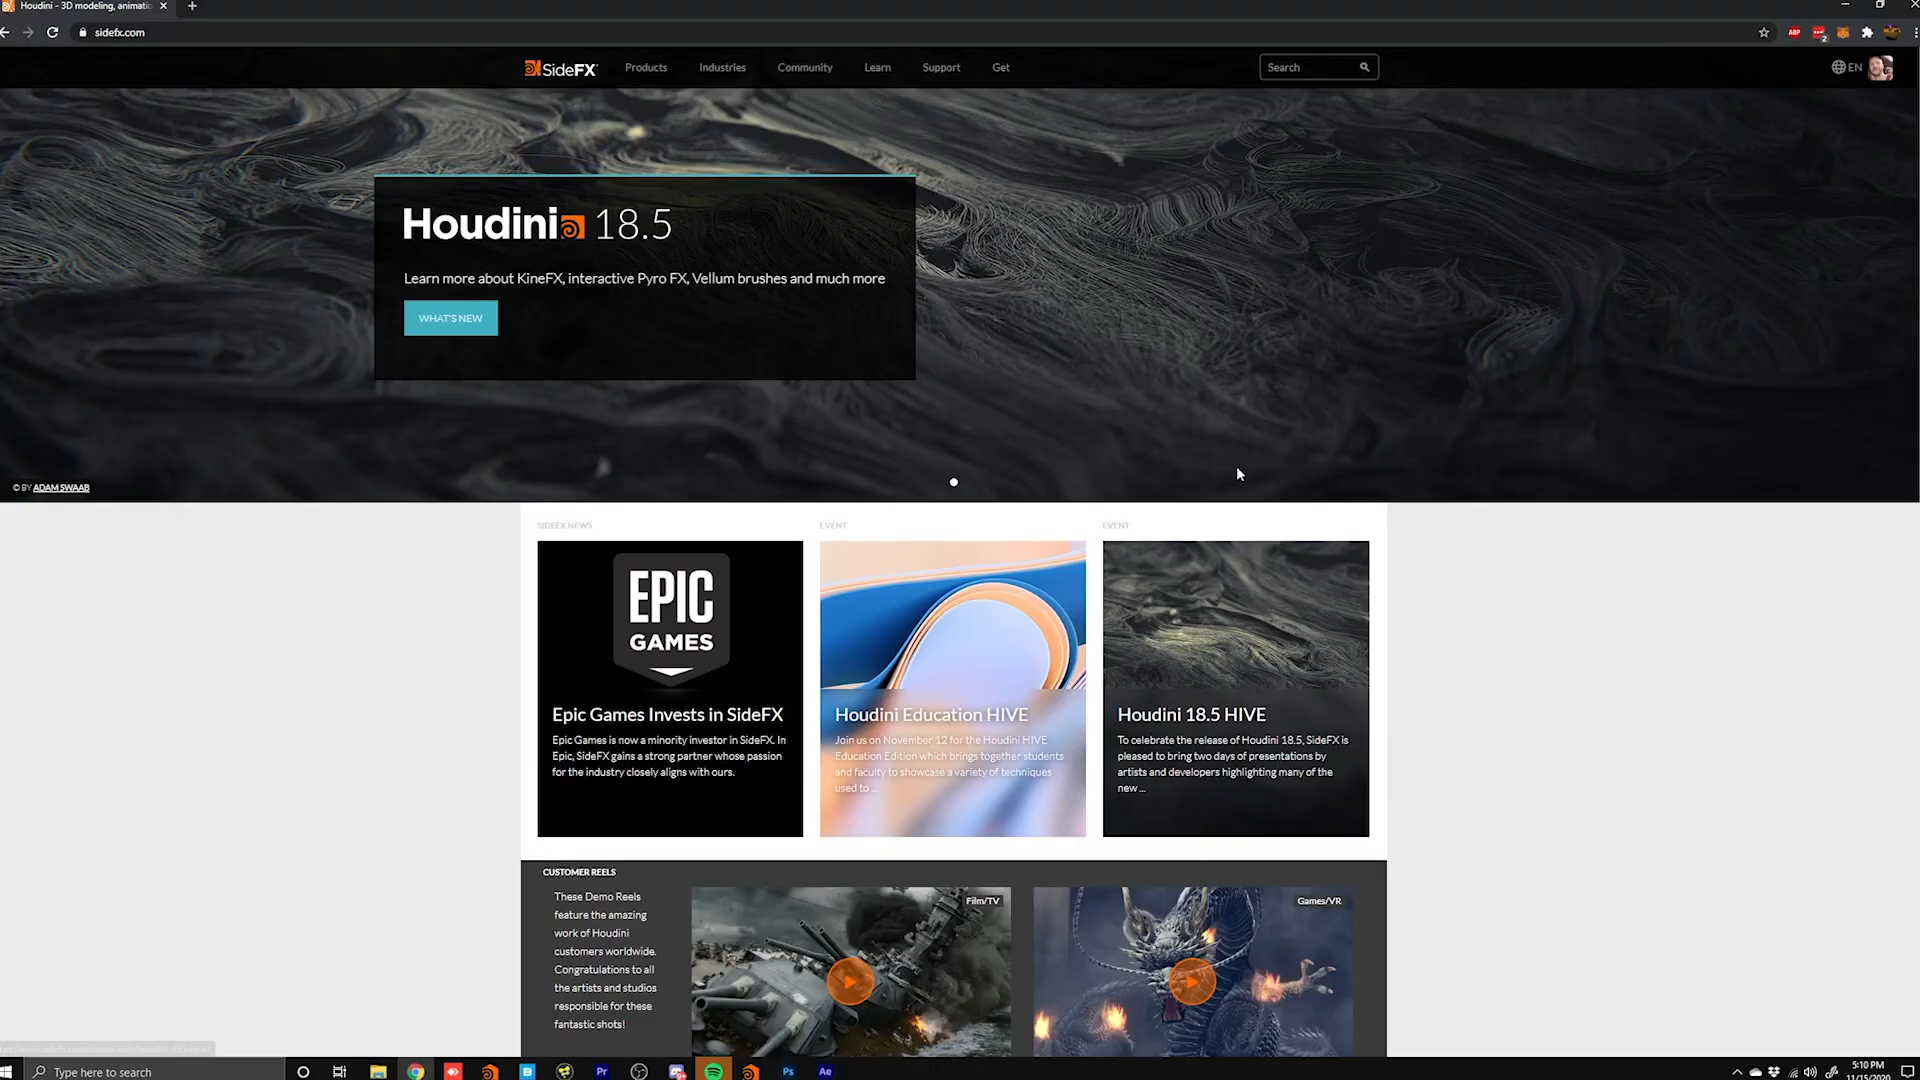 Houdini - 3D modeling, animatio
sidefx.com
ABP
2
SideFX
Products
Industries
Community
Learn
Support
Get
Search
EN
Houdini 18.5
Learn more about KineFX, interactive Pyro FX, Vellum brushes and much more
WHAT'S NEW
© BY ADAM SWAAB
SIDEFX NEWS
EVENT
EVENT
EPIC
GAMES
Epic Games Invests in SideFX
Epic Games is now a minority investor in SideFX. In
Epic, SideFX gains a strong partner whose passion
for the industry closely aligns with ours.
Houdini Education HIVE
Join us on November 12 for the Houdini HIVE
Education Edition which brings together students
and faculty to showcase a variety of techniques
used to ...
Houdini 18.5 HIVE
To celebrate the release of Houdini 18.5, SideFX is
pleased to bring two days of presentations by
artists and developers highlighting many of the
new ...
CUSTOMER REELS
These Demo Reels
feature the amazing
work of Houdini
customers worldwide.
Congratulations to all
the artists and studios
responsible for these
fantastic shots!
Film/TV
Games/VR
Type here to search
B
Pr
Ps
Ae
5:10 PM
11/15/2020